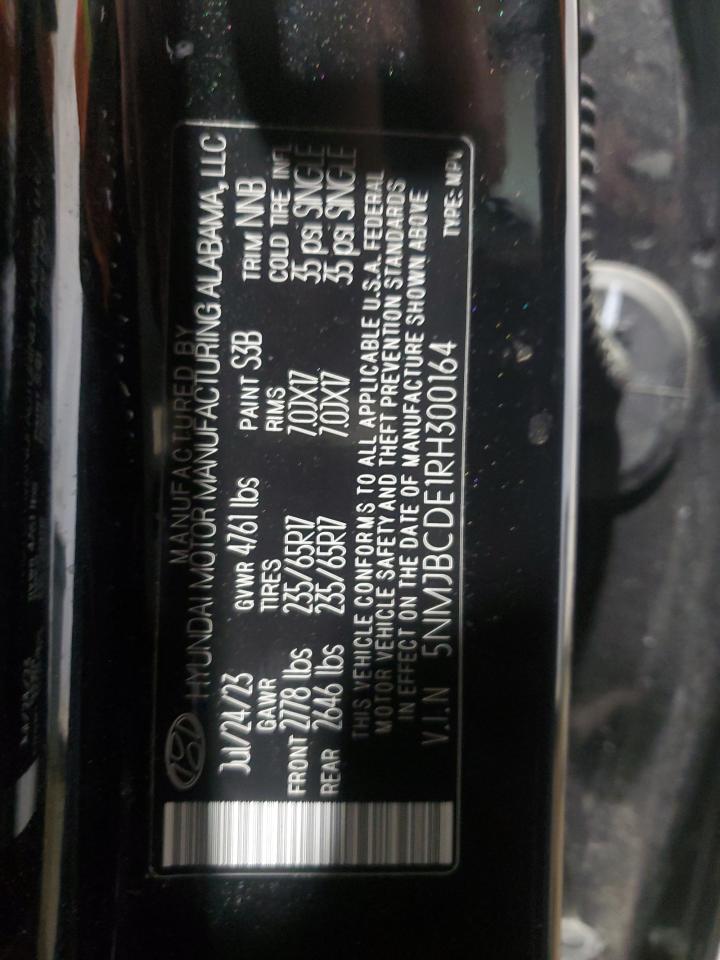 MANUFACTURED BY
HYUNDAI MOTOR MANUFACTURING ALABAMA, LLC
Jul/24/23 GVWR 4761 lbs PAINT S3B TRIM NNB
GAWR TIRES RIMS COLD TIRE INFL
FRONT 2778 lbs 235/65R17 7.0JX17 35 psi SINGLE
REAR 2646 lbs 235/65R17 7.0JX17 35 psi SINGLE
THIS VEHICLE CONFORMS TO ALL APPLICABLE U.S.A. FEDERAL
MOTOR VEHICLE SAFETY AND THEFT PREVENTION STANDARDS
IN EFFECT ON THE DATE OF MANUFACTURE SHOWN ABOVE
V.I.N 5NMJBCDE1RH300164 TYPE: MPV